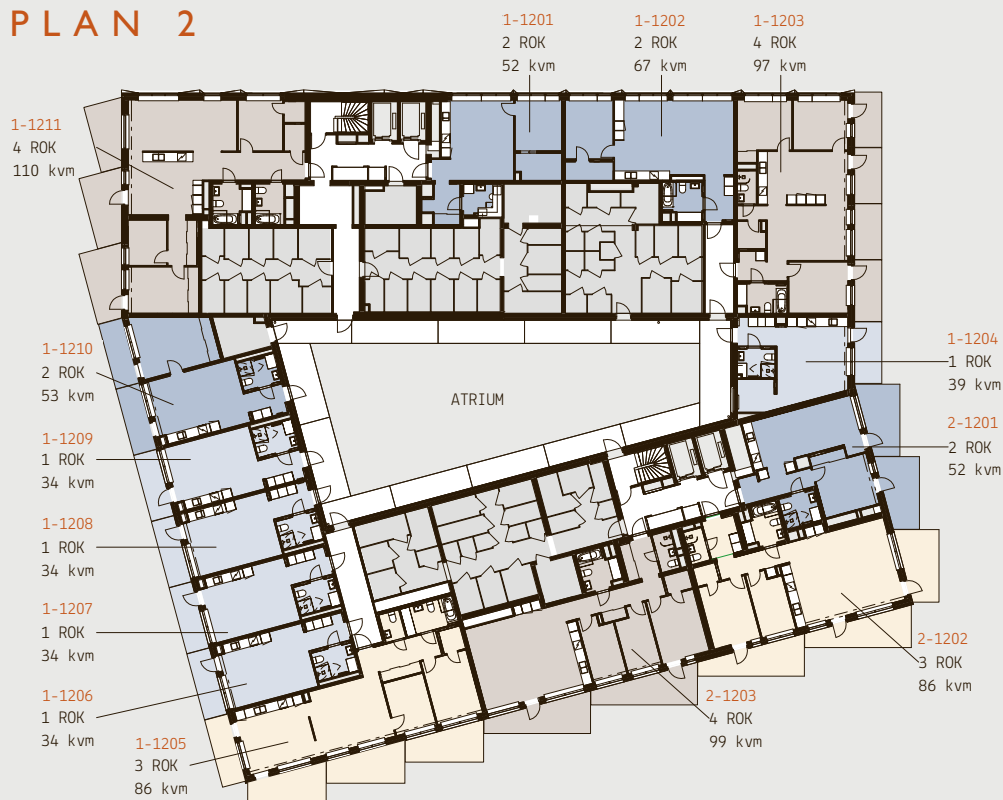 PLAN 2
1-1201
2 ROK
52 kvm
1-1202
2 ROK
67 kvm
1-1203
4 ROK
97 kvm
1-1211
4 ROK
110 kvm
1-1204
1 ROK
39 kvm
1-1210
2 ROK
53 kvm
ATRIUM
2-1201
2 ROK
52 kvm
1-1209
1 ROK
34 kvm
1-1208
1 ROK
34 kvm
1-1207
1 ROK
34 kvm
2-1202
3 ROK
86 kvm
1-1206
1 ROK
34 kvm
2-1203
4 ROK
99 kvm
1-1205
3 ROK
86 kvm